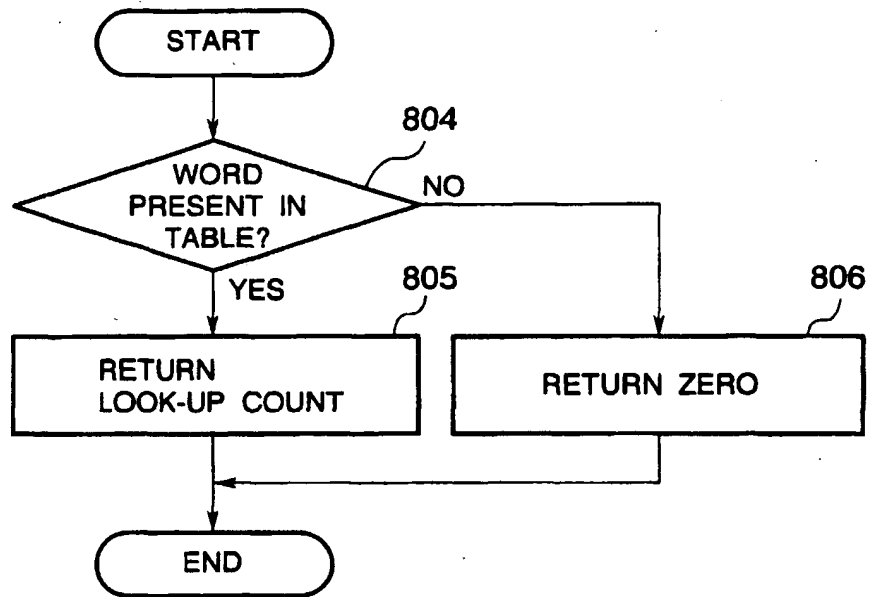 START
804
WORD
PRESENT IN
TABLE?
NO
YES
805
806
RETURN
LOOK-UP COUNT
RETURN ZERO
END